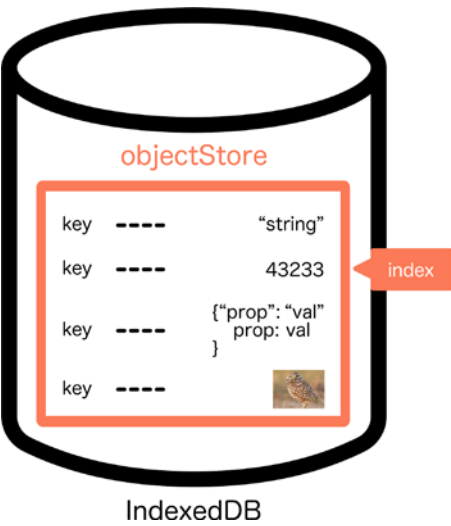 objectStore
key ---- “string”
key ---- 43233
index
key ---- {“prop”: “val”
prop: val
}
key ----
IndexedDB